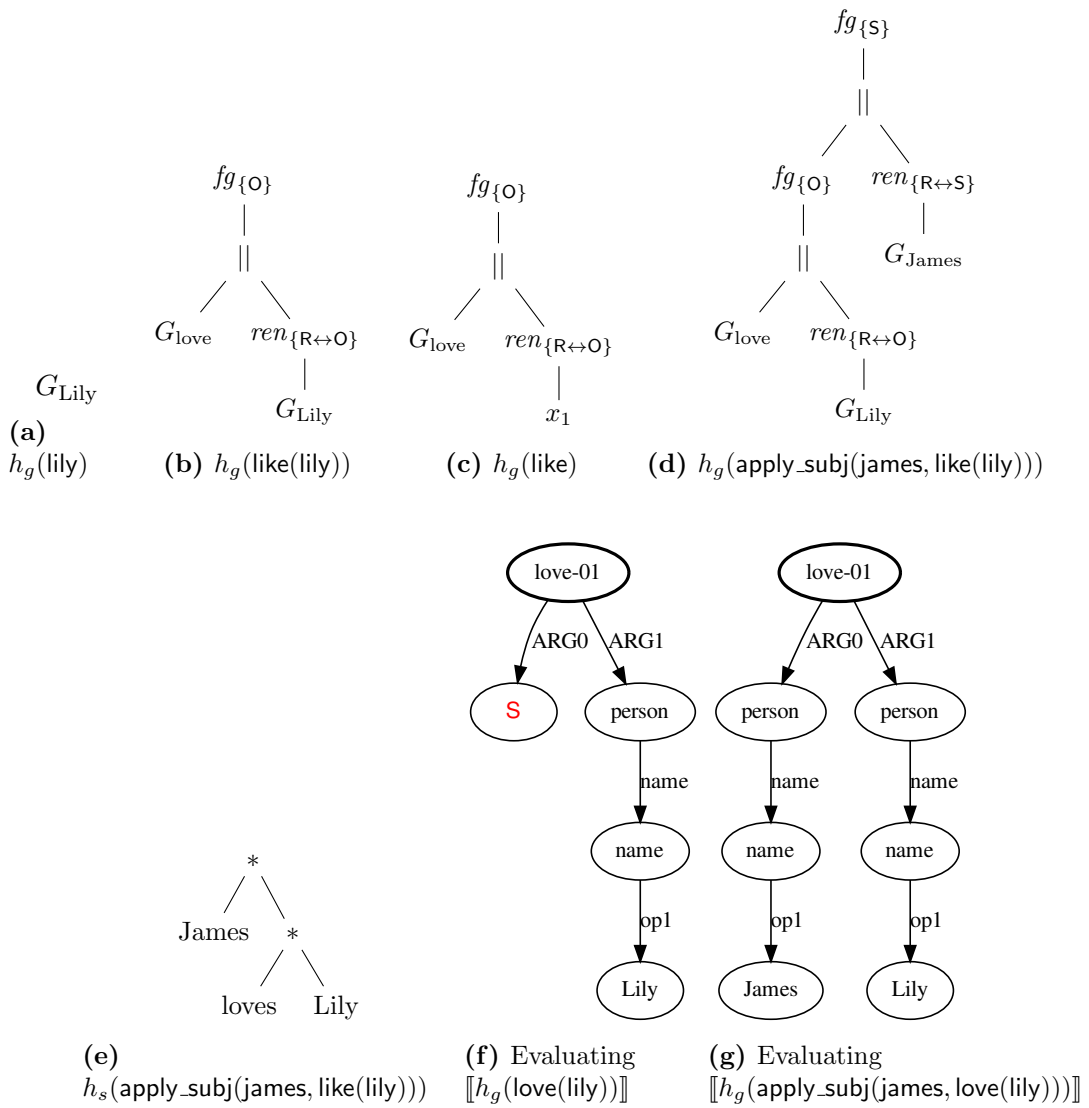 fg{S}
||
fg{O} ren{R↔S}
|| G_James
G_love ren{R↔O}
G_Lily
fg{O}
||
G_love ren{R↔O}
G_Lily
fg{O}
||
G_love ren{R↔O}
x₁
G_Lily
(a)
h_g(lily)
(b) h_g(like(lily))
(c) h_g(like)
(d) h_g(apply_subj(james, like(lily)))
*
James *
loves Lily
(e)
h_s(apply_subj(james, like(lily)))
love-01
ARG0 ARG1
S person
name
name
op1
Lily
(f) Evaluating
⟦h_g(love(lily))⟧
love-01
ARG0 ARG1
person person
name name
name name
op1 op1
James Lily
(g) Evaluating
⟦h_g(apply_subj(james, love(lily)))⟧